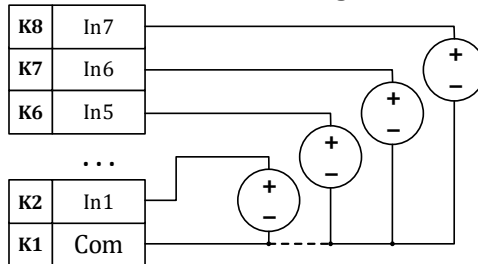 K8 In7
K7 In6
K6 In5
...
K2 In1
K1 Com
+
−
+
−
+
−
+
−